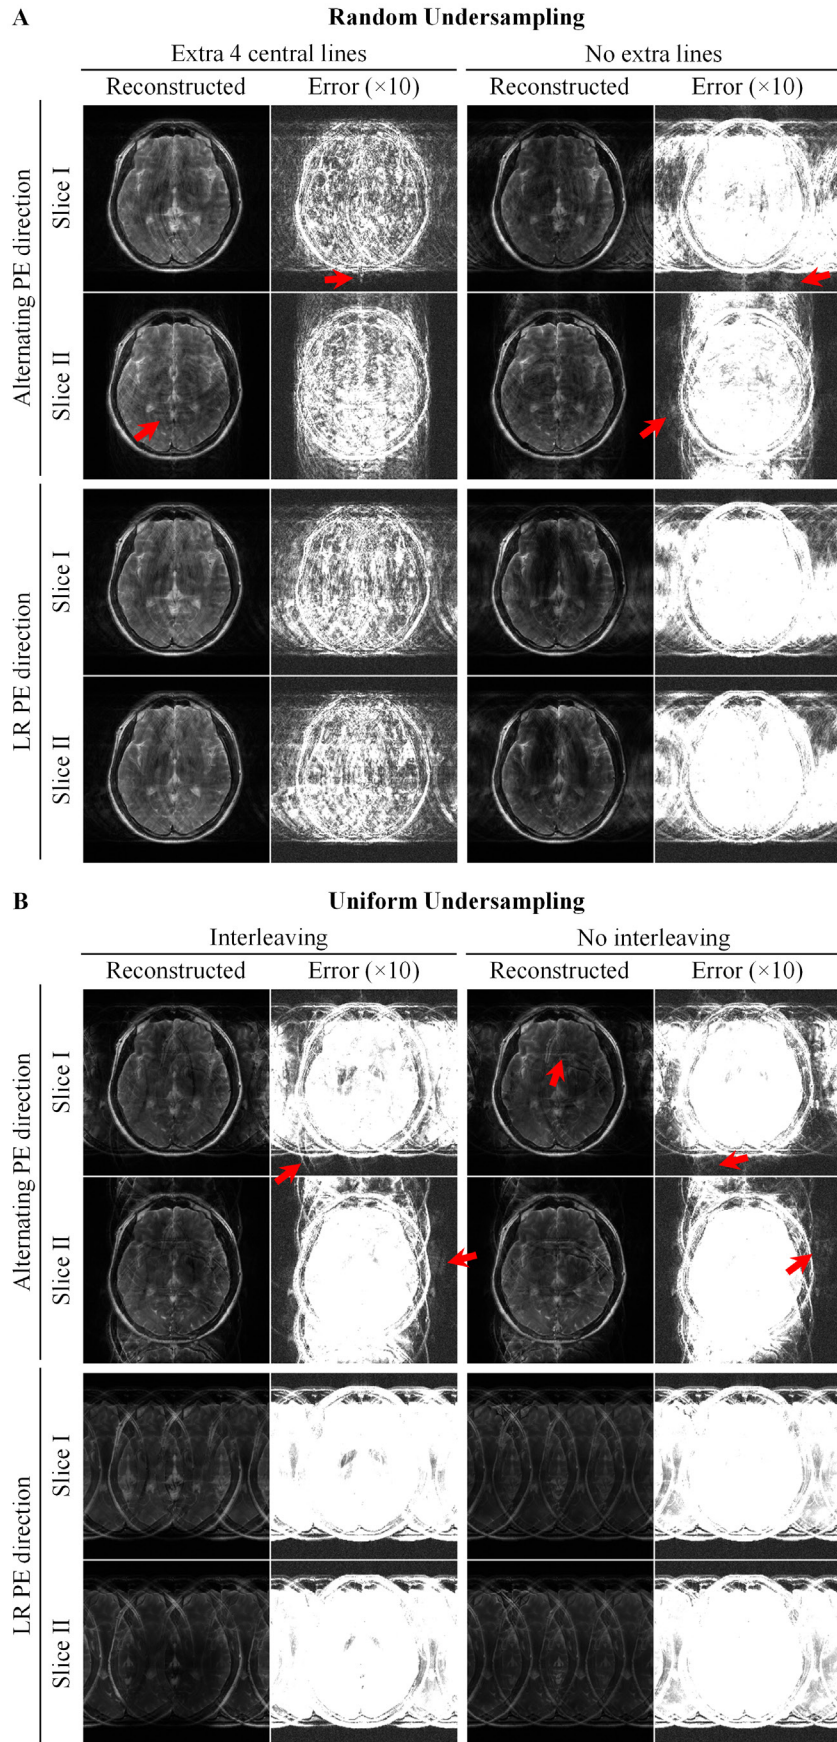 A Random Undersampling
Extra 4 central lines No extra lines
Reconstructed Error (×10) Reconstructed Error (×10)
Alternating PE direction
Slice I
Slice II
LR PE direction
Slice I
Slice II
B Uniform Undersampling
Interleaving No interleaving
Reconstructed Error (×10) Reconstructed Error (×10)
Alternating PE direction
Slice I
Slice II
LR PE direction
Slice I
Slice II